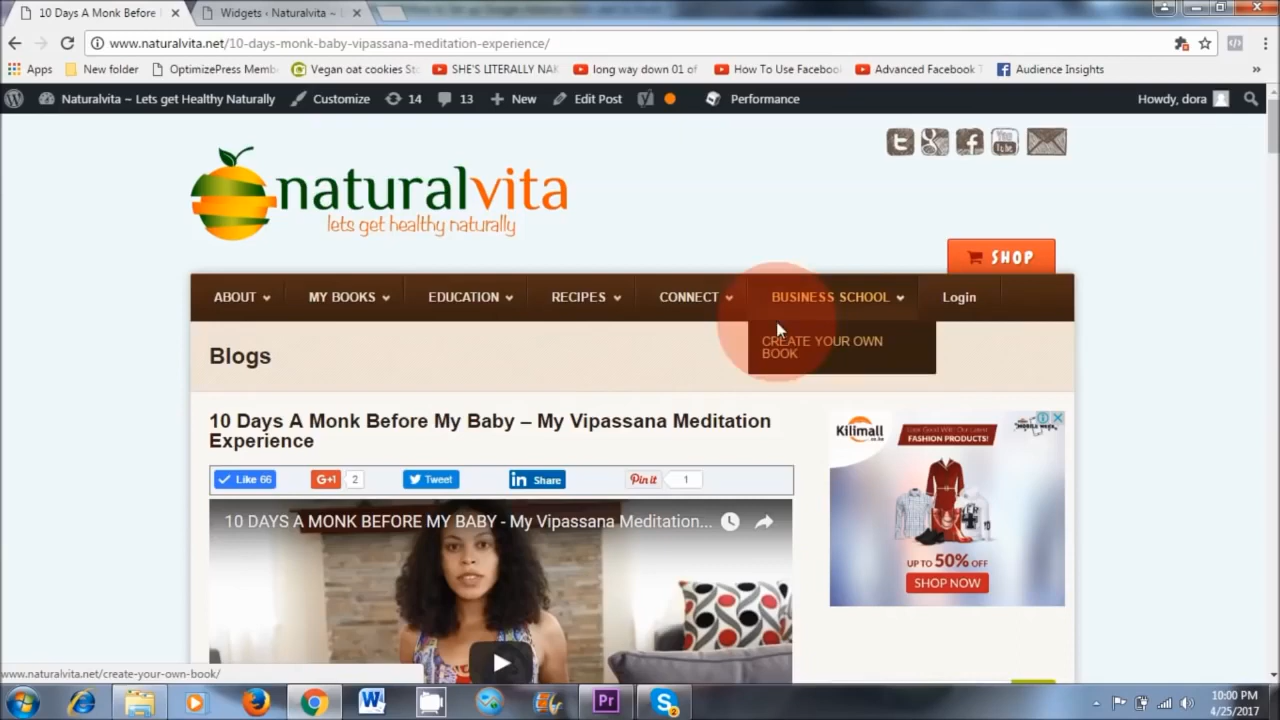 10 Days A Monk Before
Widgets ‹ Naturalvita ~ L
www.naturalvita.net/10-days-monk-baby-vipassana-meditation-experience/
Apps
New folder
OptimizePress Memb
Vegan oat cookies St
SHE'S LITERALLY NAK
long way down 01 of
How To Use Faceboo
Advanced Facebook T
Audience Insights
»
Naturalvita ~ Lets get Healthy Naturally
Customize
14
13
New
Edit Post
Performance
Howdy, dora
You Tube
naturalvita
lets get healthy naturally
SHOP
ABOUT
MY BOOKS
EDUCATION
RECIPES
CONNECT
BUSINESS SCHOOL
Login
CREATE YOUR OWN
BOOK
Blogs
10 Days A Monk Before My Baby – My Vipassana Meditation
Experience
Like 66
G+1
2
Tweet
in Share
Pin it
1
10 DAYS A MONK BEFORE MY BABY - My Vipassana Meditation...
Kilimall
FASHION PRODUCTS!
UP TO 50% OFF
SHOP NOW
www.naturalvita.net/create-your-own-book/
Pr
2
10:00 PM
4/25/2017